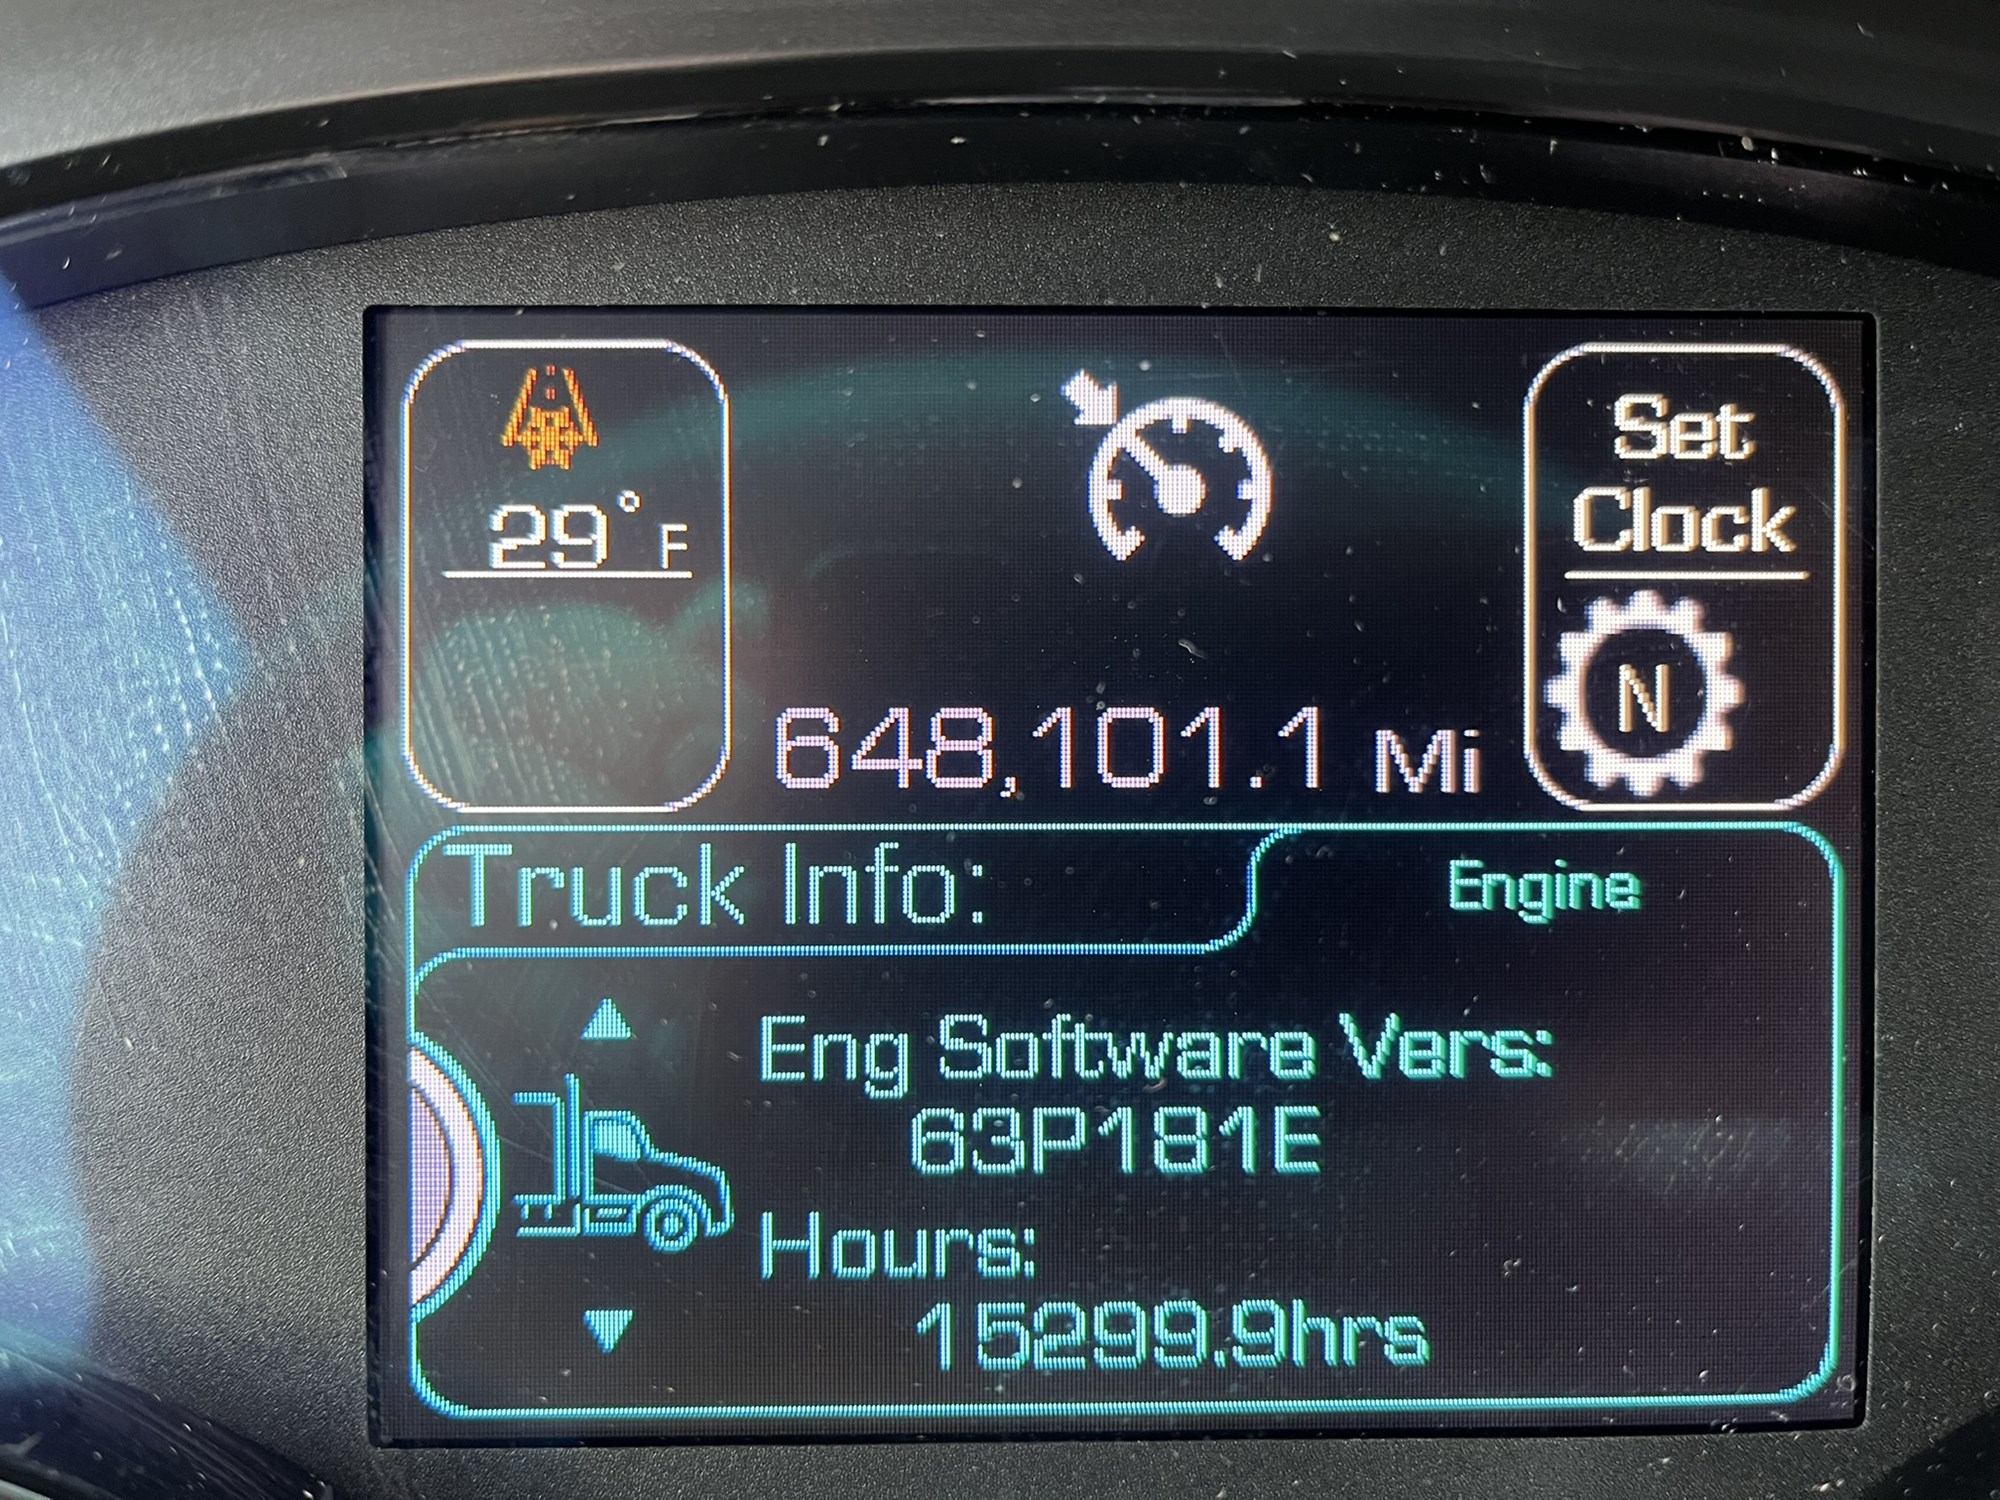 29° F
Set
Clock
N
648,101.1 Mi
Truck Info:
Engine
Eng Software Vers:
63P181E
Hours:
15299.9hrs